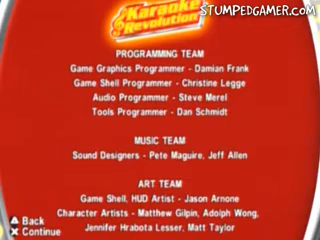 STUMPEDGAMER.COM
Karaoke
Revolution
PROGRAMMING TEAM
Game Graphics Programmer - Damian Frank
Game Shell Programmer - Christine Legge
Audio Programmer - Steve Merel
Tools Programmer - Dan Schmidt
MUSIC TEAM
Sound Designers - Pete Maguire, Jeff Allen
ART TEAM
Game Shell, HUD Artist - Jason Arnone
Character Artists - Matthew Gilpin, Adolph Wong,
Jennifer Hrabota Lesser, Matt Taylor
Back
Continue